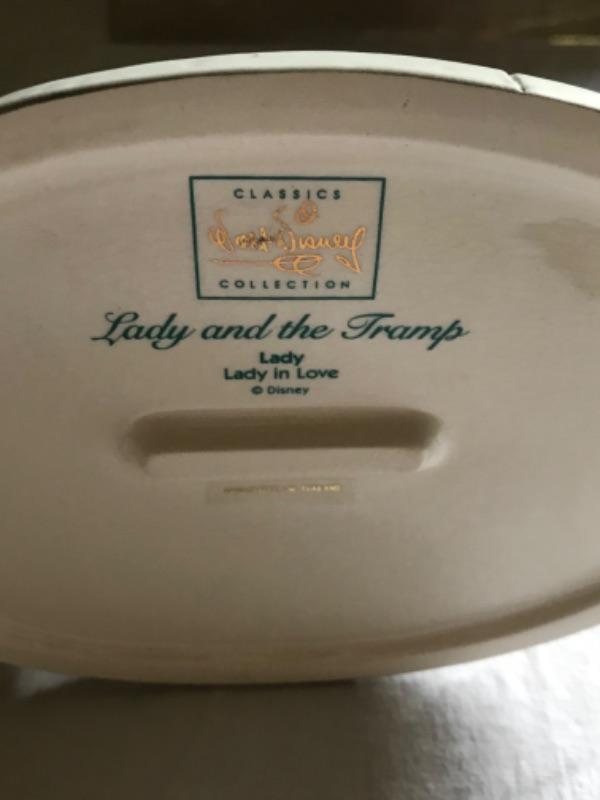 CLASSICS
Walt Disney
COLLECTION
Lady and the Tramp
Lady
Lady in Love
© Disney